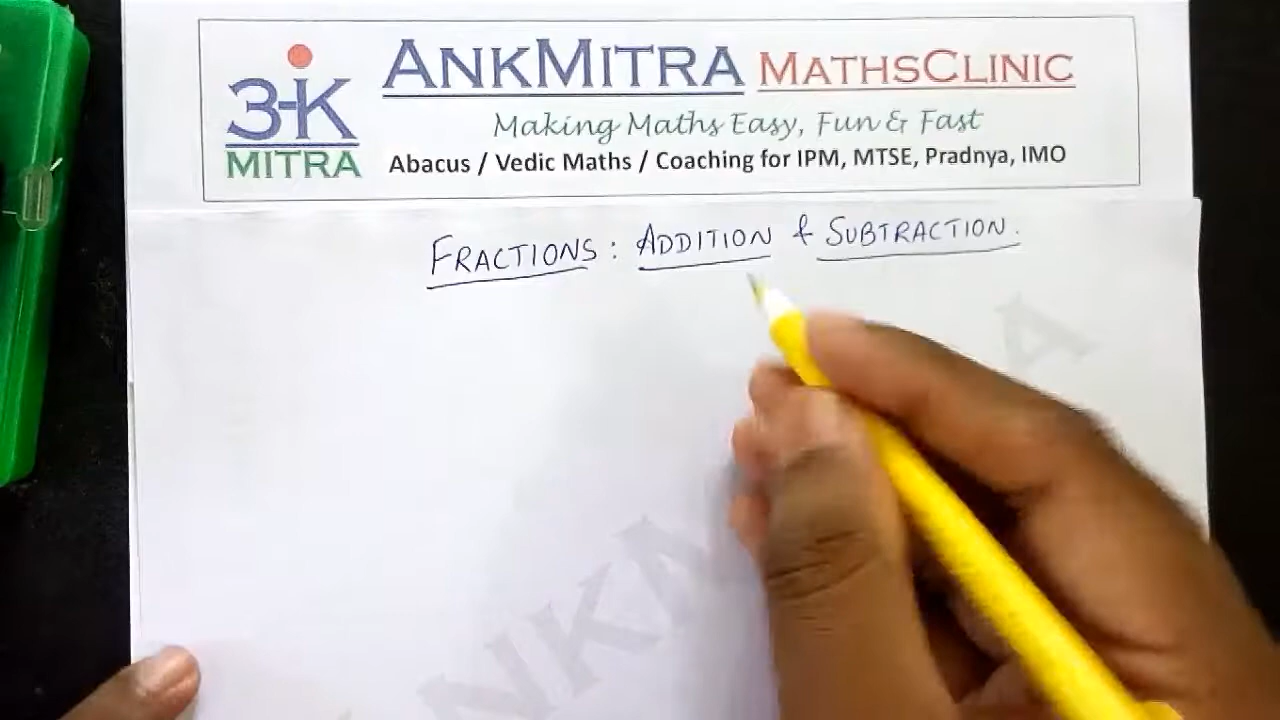 3-K
MITRA
ANKMITRA MATHSCLINIC
Making Maths Easy, Fun & Fast
Abacus / Vedic Maths / Coaching for IPM, MTSE, Pradnya, IMO
FRACTIONS : ADDITION & SUBTRACTION.